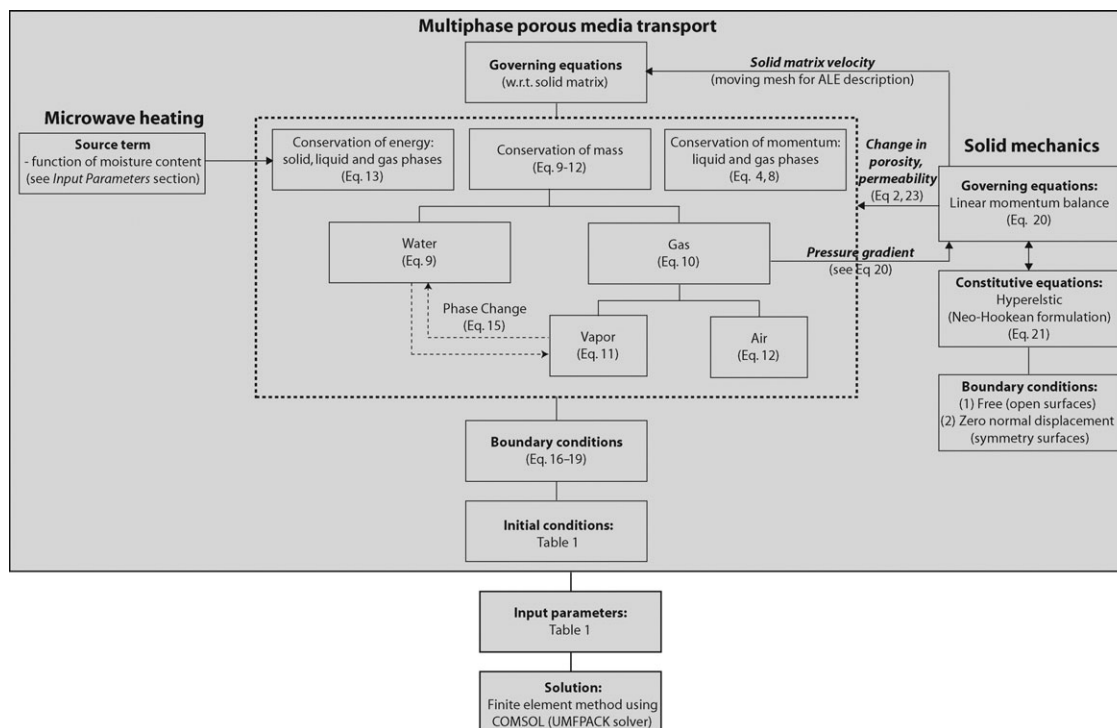 Multiphase porous media transport
Governing equations
(w.r.t. solid matrix)
Solid matrix velocity
(moving mesh for ALE description)
Microwave heating
Source term
- function of moisture content
(see Input Parameters section)
Conservation of energy:
solid, liquid and gas phases
(Eq. 13)
Conservation of mass
(Eq. 9-12)
Conservation of momentum:
liquid and gas phases
(Eq. 4, 8)
Change in
porosity,
permeability
(Eq 2, 23)
Solid mechanics
Governing equations:
Linear momentum balance
(Eq. 20)
Water
(Eq. 9)
Gas
(Eq. 10)
Pressure gradient
(see Eq 20)
Constitutive equations:
Hyperelstic
(Neo-Hookean formulation)
(Eq. 21)
Phase Change
(Eq. 15)
Vapor
(Eq. 11)
Air
(Eq. 12)
Boundary conditions:
(1) Free (open surfaces)
(2) Zero normal displacement
(symmetry surfaces)
Boundary conditions
(Eq. 16–19)
Initial conditions:
Table 1
Input parameters:
Table 1
Solution:
Finite element method using
COMSOL (UMFPACK solver)